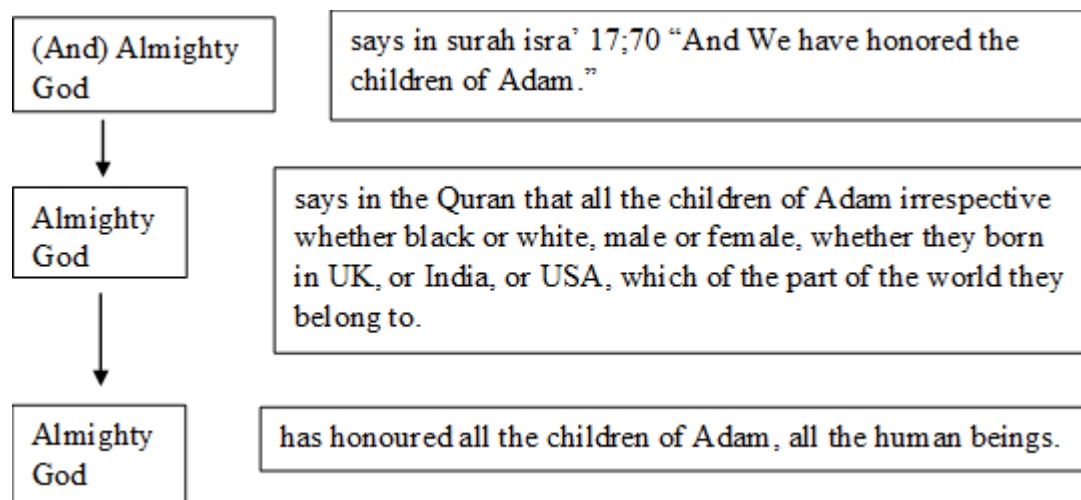 (And) Almighty
God
says in surah isra’ 17;70 “And We have honored the
children of Adam.”
Almighty
God
says in the Quran that all the children of Adam irrespective
whether black or white, male or female, whether they born
in UK, or India, or USA, which of the part of the world they
belong to.
Almighty
God
has honoured all the children of Adam, all the human beings.